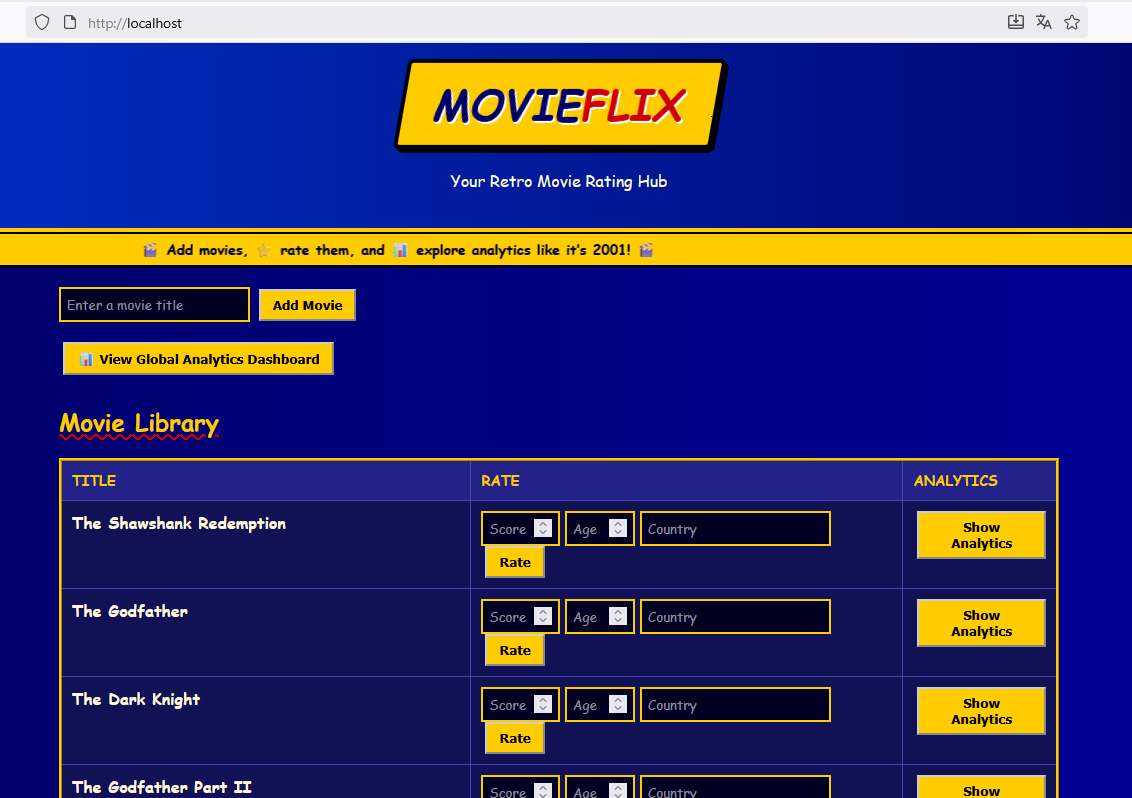 http://localhost
MOVIEFLIX
Your Retro Movie Rating Hub
🎬 Add movies, ⭐ rate them, and 📊 explore analytics like it's 2001! 🎬
Enter a movie title
Add Movie
📊 View Global Analytics Dashboard
Movie Library
TITLE RATE ANALYTICS
The Shawshank Redemption
Score Age Country
Rate
Show
Analytics
The Godfather
Score Age Country
Rate
Show
Analytics
The Dark Knight
Score Age Country
Rate
Show
Analytics
The Godfather Part II
Score Age Country
Show